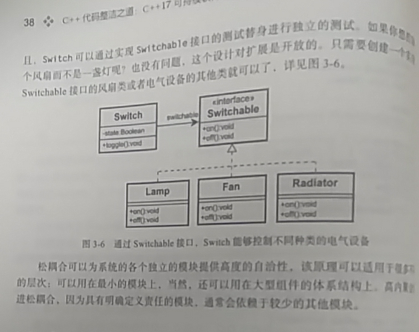 38 C++ 代码整洁之道：C++17
且，Switch 可以通过实现 Switchable 接口的测试替身进行独立的测试。如果你想
个风扇而不是一盏灯呢？也没有问题，这个设计对扩展是开放的。只需要创建一个
Switchable 接口的风扇类或者电气设备的其他类就可以了，详见图 3-6。
«interface»
Switch
switchable
Switchable
-state:Boolean
+on():void
+toggle():void
+off():void
Lamp
Fan
Radiator
+on():void
+on():void
+on():void
+off():void
+off():void
+off():void
图 3-6 通过 Switchable 接口，Switch 能够控制不同种类的电气设备
松耦合可以为系统的各个独立的模块提供高度的自治性。该原理可以适用于
的层次：可以用在最小的模块上，当然，还可以用在大型组件的体系结构上。高内聚
进松耦合，因为具有明确定义责任的模块，通常会依赖于较少的其他模块。